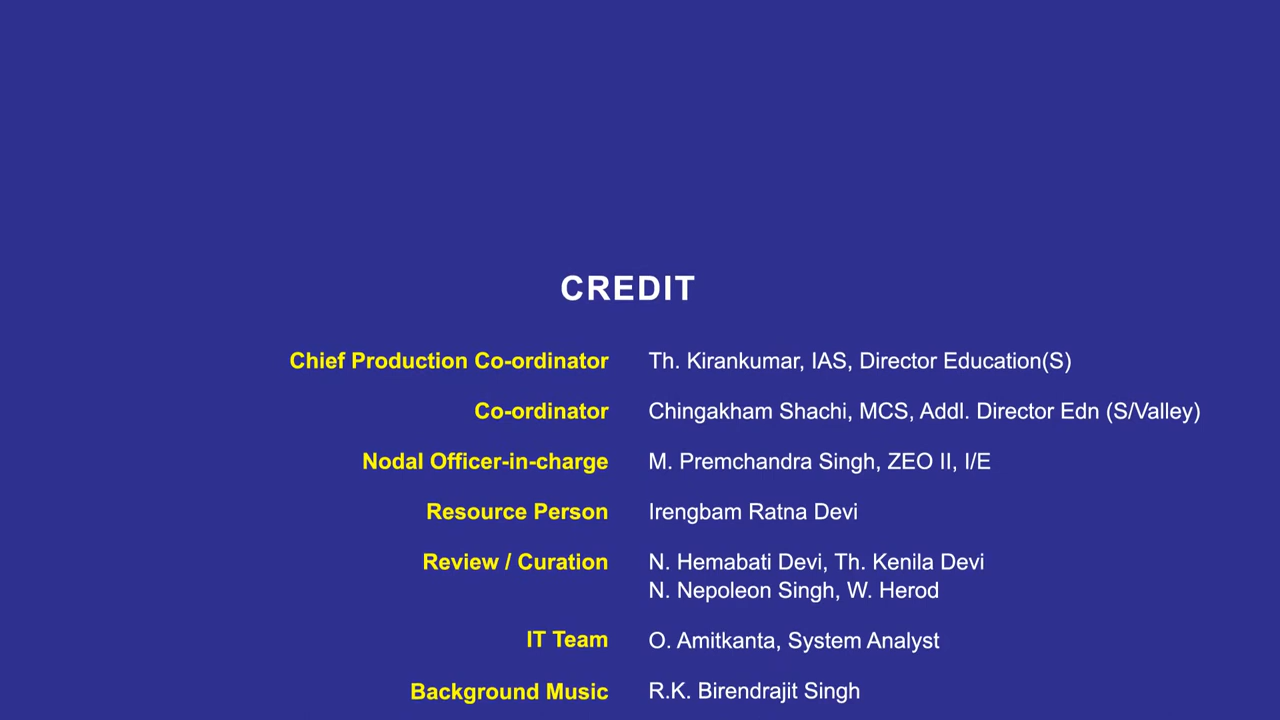 CREDIT
Chief Production Co-ordinator Th. Kirankumar, IAS, Director Education(S)
Co-ordinator Chingakham Shachi, MCS, Addl. Director Edn (S/Valley)
Nodal Officer-in-charge M. Premchandra Singh, ZEO II, I/E
Resource Person Irengbam Ratna Devi
Review / Curation N. Hemabati Devi, Th. Kenila Devi
N. Nepoleon Singh, W. Herod
IT Team O. Amitkanta, System Analyst
Background Music R.K. Birendrajit Singh